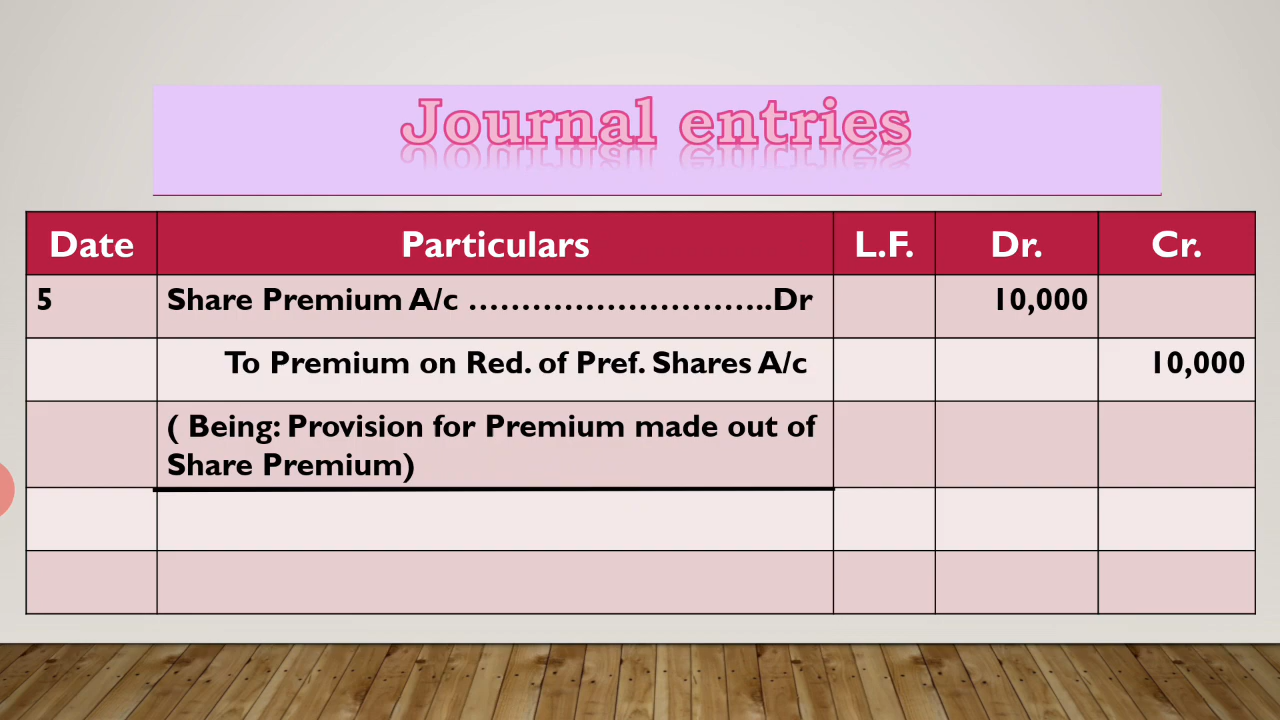 Journal entries
Date Particulars L.F. Dr. Cr.
5 Share Premium A/c ………………………..Dr 10,000
To Premium on Red. of Pref. Shares A/c 10,000
( Being: Provision for Premium made out of
Share Premium)